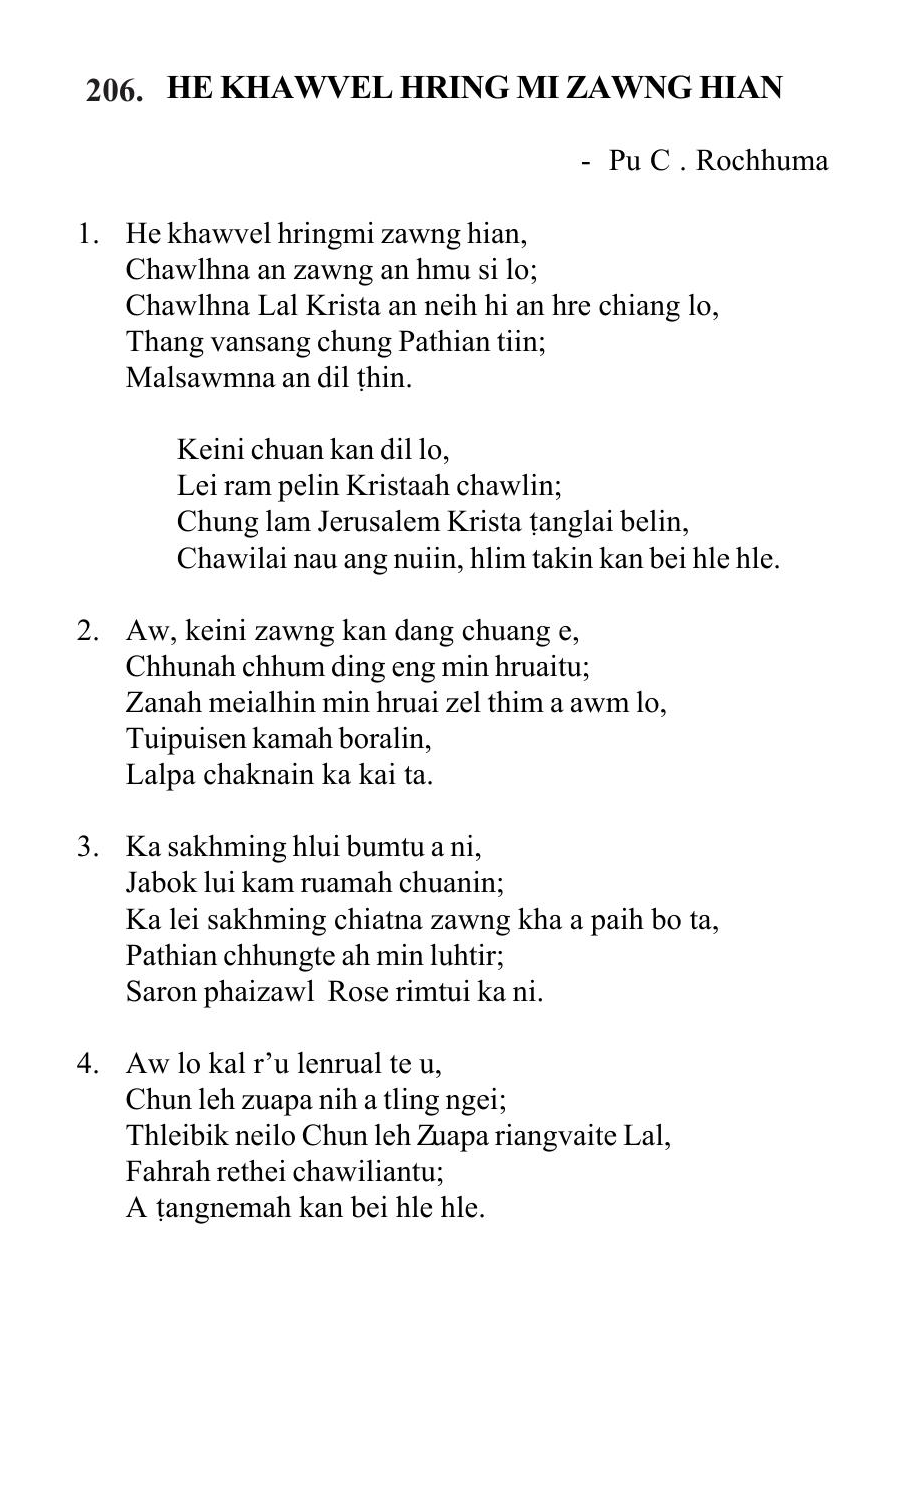 206. HE KHAWVEL HRING MI ZAWNG HIAN
- Pu C . Rochhuma
1. He khawvel hringmi zawng hian,
Chawlhna an zawng an hmu si lo;
Chawlhna Lal Krista an neih hi an hre chiang lo,
Thang vansang chung Pathian tiin;
Malsawmna an dil ṭhin.
Keini chuan kan dil lo,
Lei ram pelin Kristaah chawlin;
Chung lam Jerusalem Krista ṭanglai belin,
Chawilai nau ang nuiin, hlim takin kan bei hle hle.
2. Aw, keini zawng kan dang chuang e,
Chhunah chhum ding eng min hruaitu;
Zanah meialhin min hruai zel thim a awm lo,
Tuipuisen kamah boralin,
Lalpa chaknain ka kai ta.
3. Ka sakhming hlui bumtu a ni,
Jabok lui kam ruamah chuanin;
Ka lei sakhming chiatna zawng kha a paih bo ta,
Pathian chhungte ah min luhtir;
Saron phaizawl Rose rimtui ka ni.
4. Aw lo kal r’u lenrual te u,
Chun leh zuapa nih a tling ngei;
Thleibik neilo Chun leh Zuapa riangvaite Lal,
Fahrah rethei chawiliantu;
A ṭangnemah kan bei hle hle.